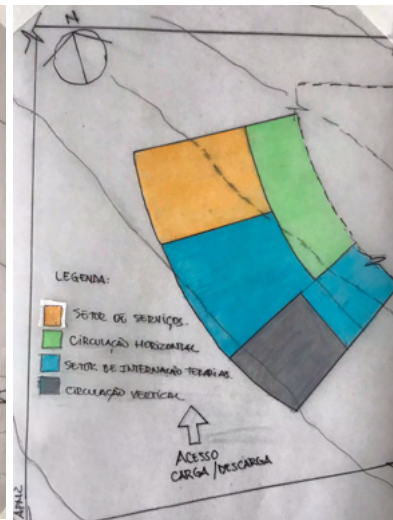 N
LEGENDA:
SETOR DE SERVIÇOS.
CIRCULAÇÃO HORIZONTAL
SETOR DE INTERNAÇÃO TERAPIAS.
CIRCULAÇÃO VERTICAL
ACESSO
CARGA/DESCARGA